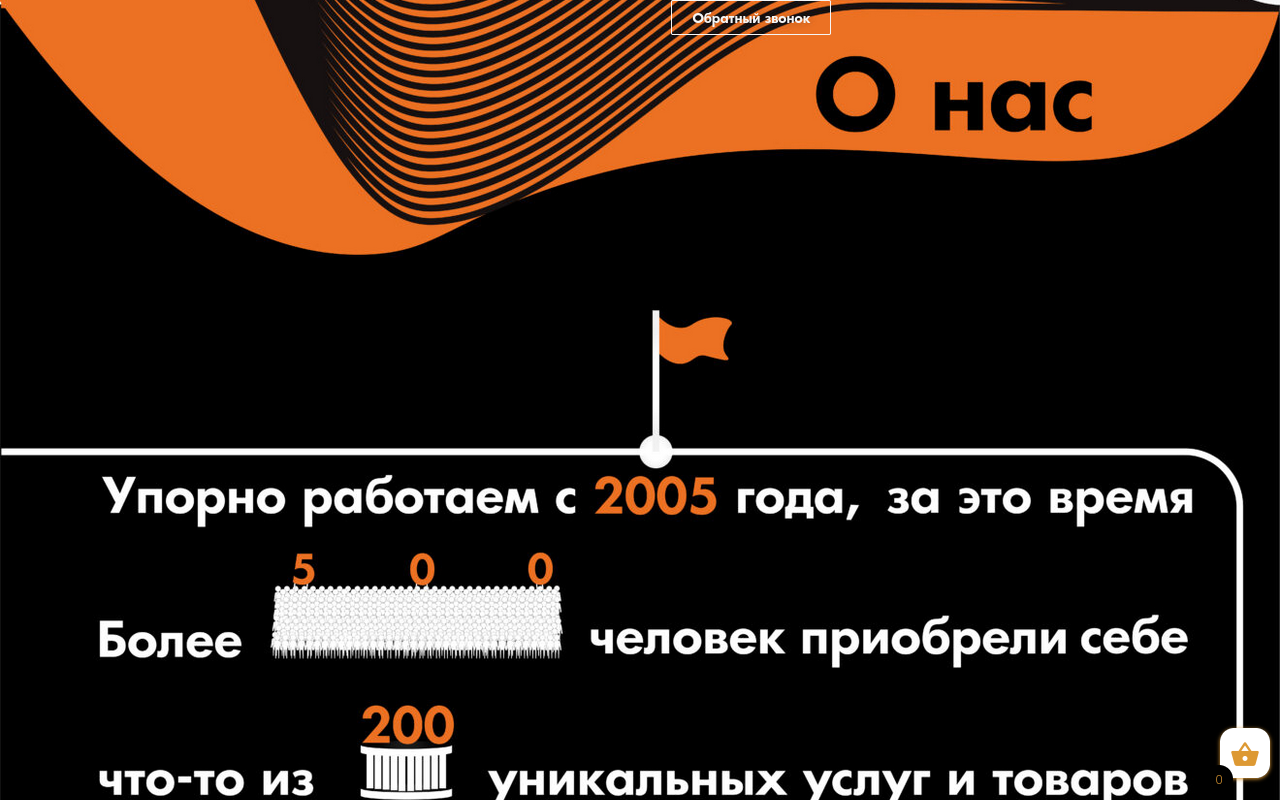 Обратный звонок
О нас
Упорно работаем с 2005 года, за это время
5 0 0
Более человек приобрели себе
200
что-то из уникальных услуг и товаров
0